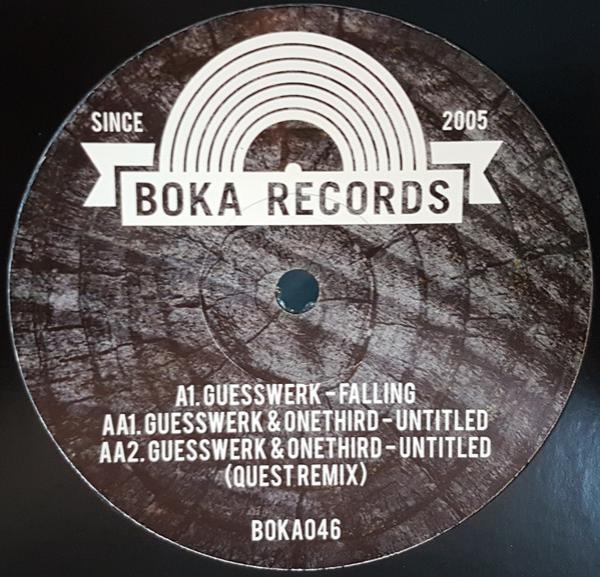 SINCE 2005
BOKA RECORDS
A1. GUESSWERK - FALLING
AA1. GUESSWERK & ONETHIRD - UNTITLED
AA2. GUESSWERK & ONETHIRD - UNTITLED
(QUEST REMIX)
BOKA046